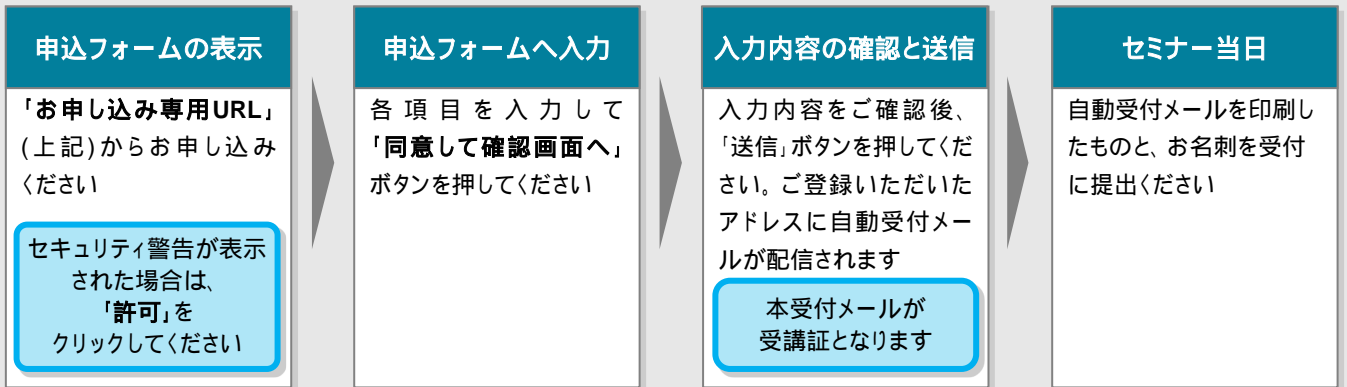 申込フォームの表示
「お申し込み専用URL」
(上記)からお申し込み
ください
セキュリティ警告が表示
された場合は、
「許可」を
クリックしてください
申込フォームへ入力
各項目を入力して
「同意して確認画面へ」
ボタンを押してください
入力内容の確認と送信
入力内容をご確認後、
「送信」ボタンを押してくだ
さい。ご登録いただいた
アドレスに自動受付メー
ルが配信されます
本受付メールが
受講証となります
セミナー当日
自動受付メールを印刷し
たものと、お名刺を受付
に提出ください